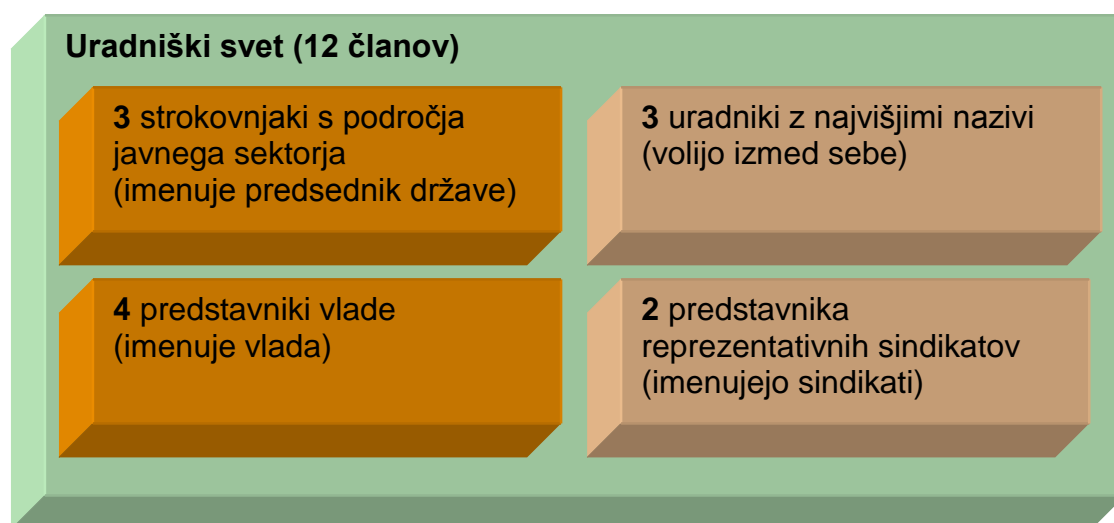 Uradniški svet (12 članov)
3 strokovnjaki s področja
javnega sektorja
(imenuje predsednik države)
3 uradniki z najvišjimi nazivi
(volijo izmed sebe)
4 predstavniki vlade
(imenuje vlada)
2 predstavnika
reprezentativnih sindikatov
(imenujejo sindikati)